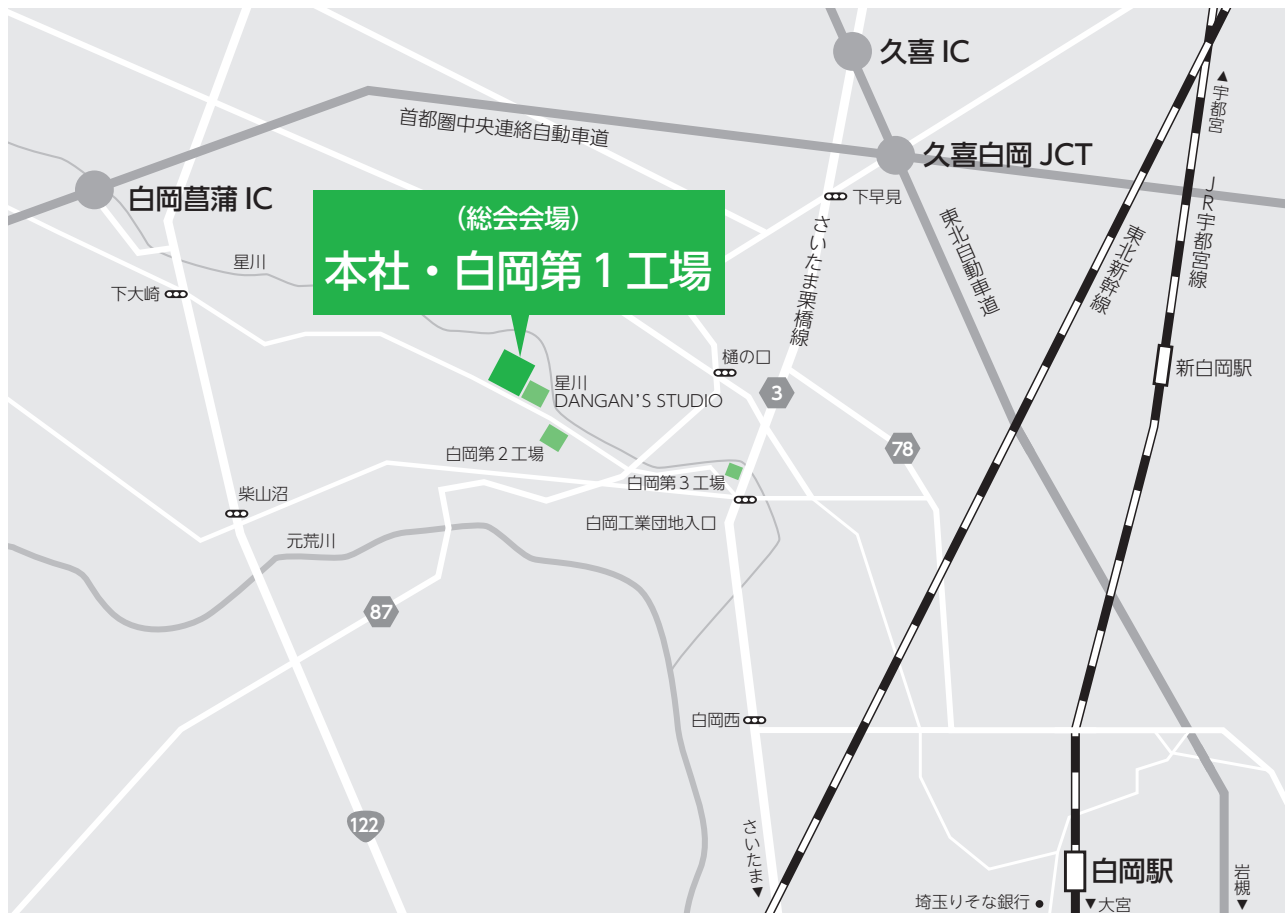 久喜 IC
▲宇都宮
首都圏中央連絡自動車道
久喜白岡 JCT
白岡菖蒲 IC
下早見
JR宇都宮線
(総会会場)
本社・白岡第1工場
さいたま栗橋線
東北自動車道
東北新幹線
星川
下大崎
樋の口
新白岡駅
星川
DANGAN'S STUDIO
3
白岡第2工場
78
白岡第3工場
柴山沼
白岡工業団地入口
元荒川
87
白岡西
122
さいたま▼
白岡駅
岩槻▼
埼玉りそな銀行 ●
▼大宮